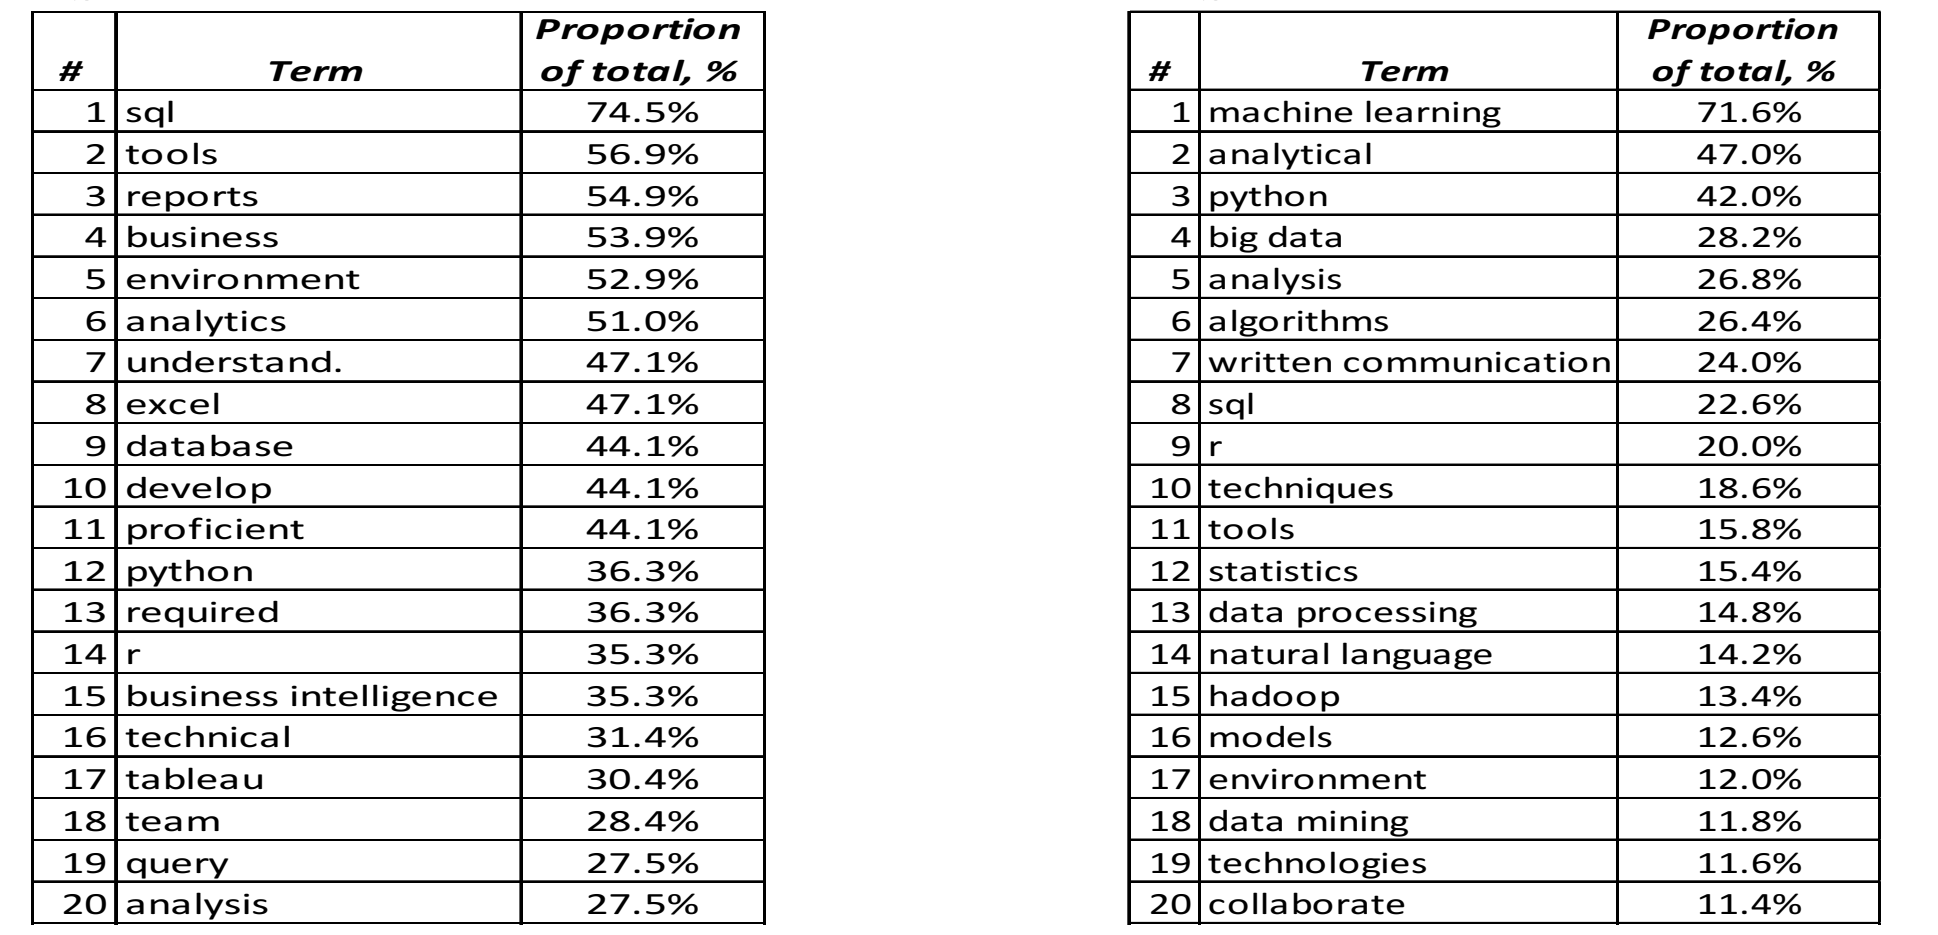 # Term Proportion of total, %
1 sql 74.5%
2 tools 56.9%
3 reports 54.9%
4 business 53.9%
5 environment 52.9%
6 analytics 51.0%
7 understand. 47.1%
8 excel 47.1%
9 database 44.1%
10 develop 44.1%
11 proficient 44.1%
12 python 36.3%
13 required 36.3%
14 r 35.3%
15 business intelligence 35.3%
16 technical 31.4%
17 tableau 30.4%
18 team 28.4%
19 query 27.5%
20 analysis 27.5%
# Term Proportion of total, %
1 machine learning 71.6%
2 analytical 47.0%
3 python 42.0%
4 big data 28.2%
5 analysis 26.8%
6 algorithms 26.4%
7 written communication 24.0%
8 sql 22.6%
9 r 20.0%
10 techniques 18.6%
11 tools 15.8%
12 statistics 15.4%
13 data processing 14.8%
14 natural language 14.2%
15 hadoop 13.4%
16 models 12.6%
17 environment 12.0%
18 data mining 11.8%
19 technologies 11.6%
20 collaborate 11.4%